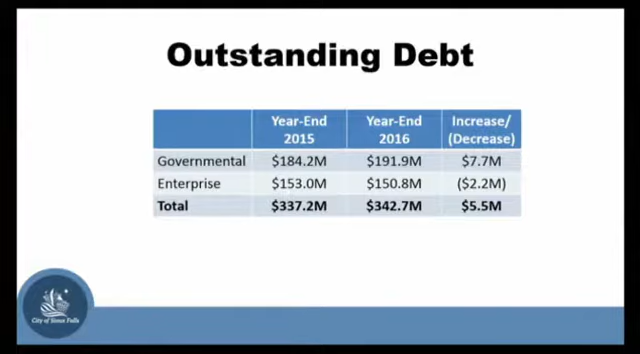 Outstanding Debt
Year-End 2015 Year-End 2016 Increase/ (Decrease)
Governmental $184.2M $191.9M $7.7M
Enterprise $153.0M $150.8M ($2.2M)
Total $337.2M $342.7M $5.5M
City of Sioux Falls